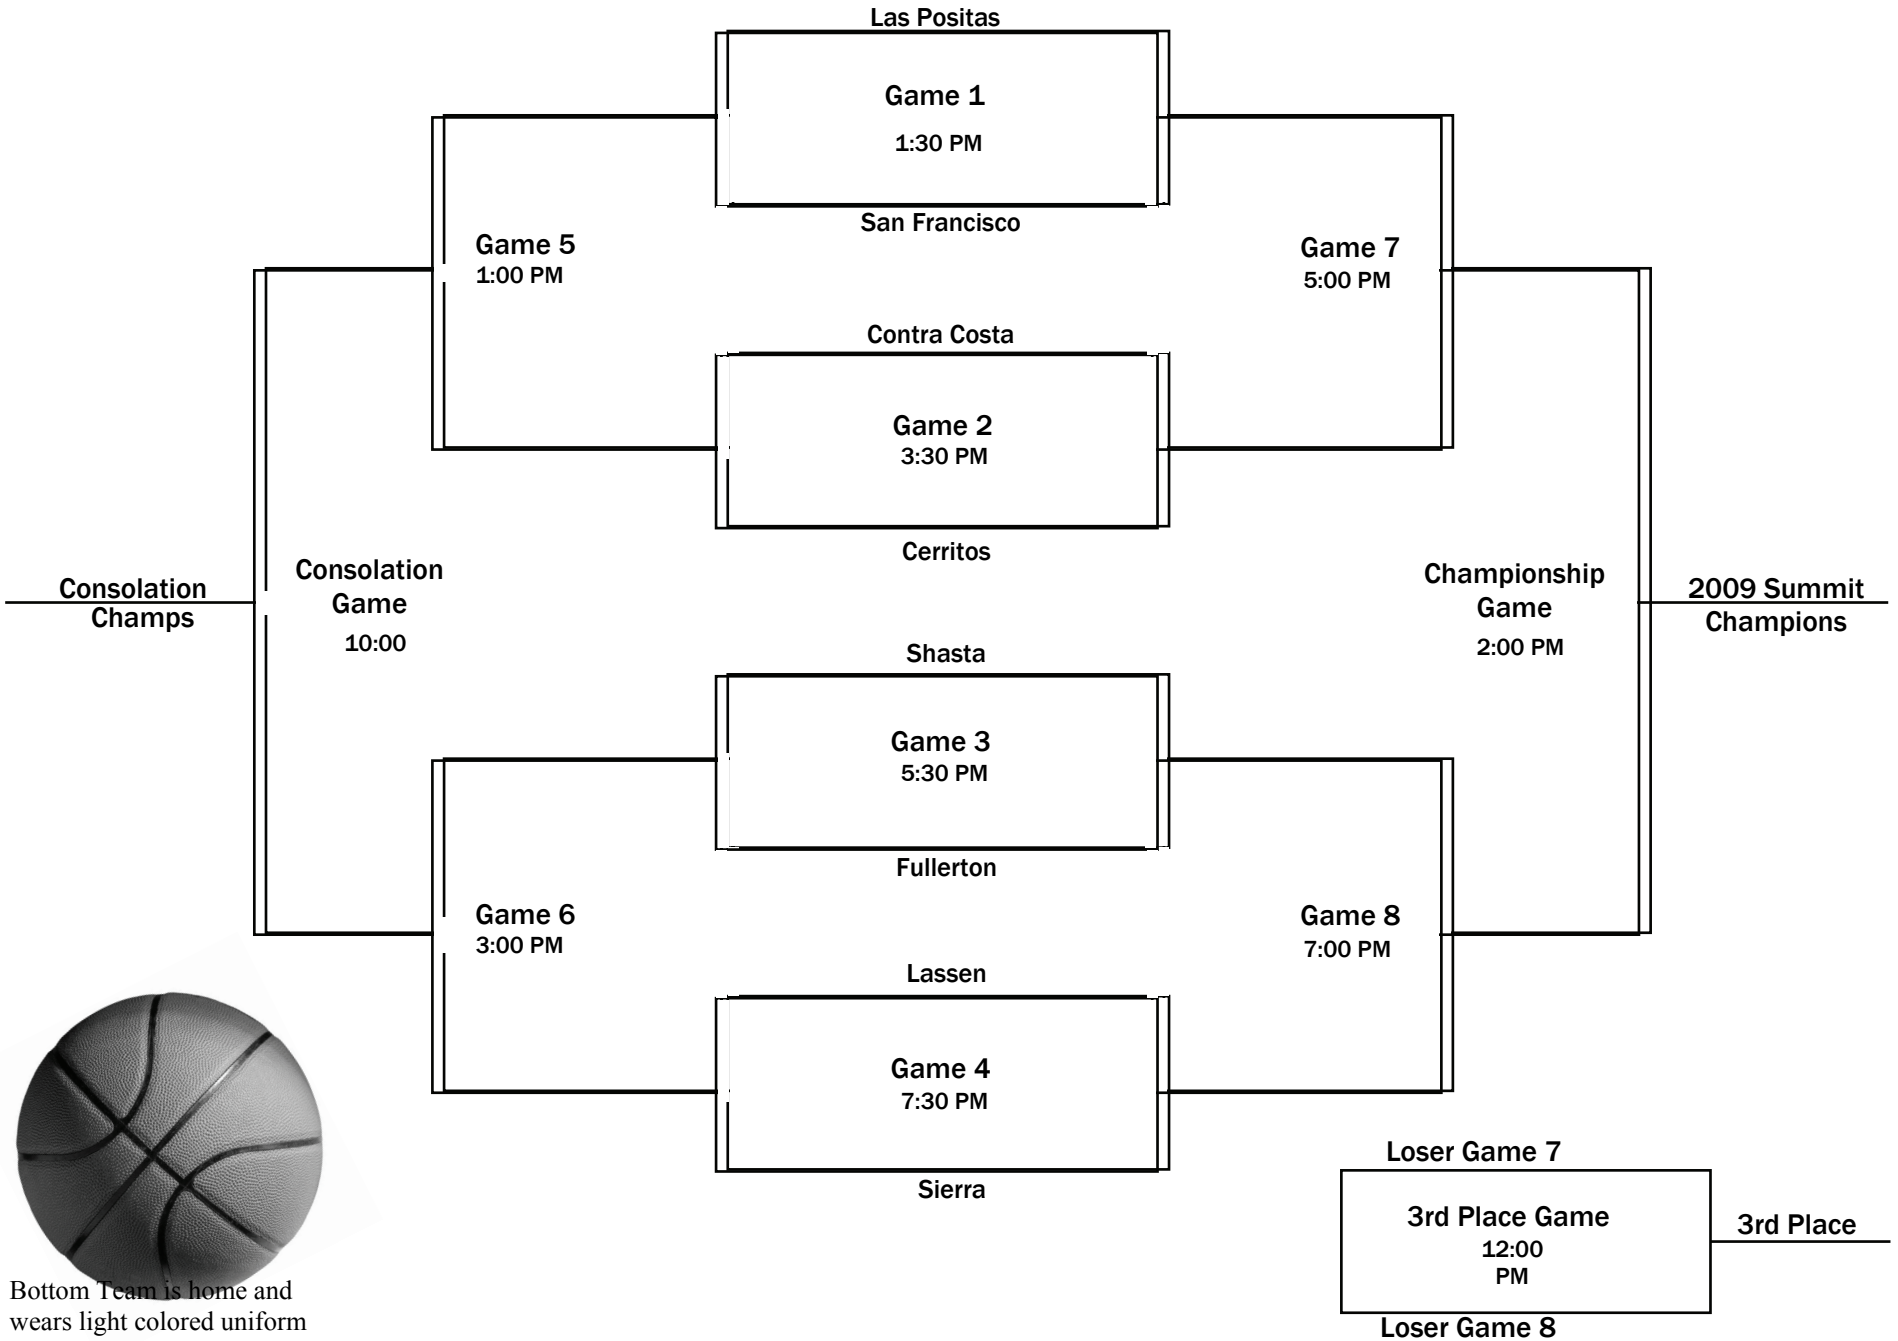 Las Positas
Game 1
1:30 PM
San Francisco
Game 5
1:00 PM
Game 7
5:00 PM
Contra Costa
Game 2
3:30 PM
Cerritos
Consolation
Champs
Consolation
Game
10:00
Championship
Game
2:00 PM
2009 Summit
Champions
Shasta
Game 3
5:30 PM
Fullerton
Game 6
3:00 PM
Game 8
7:00 PM
Lassen
Game 4
7:30 PM
Sierra
Loser Game 7
3rd Place Game
12:00
PM
3rd Place
Loser Game 8
Bottom Team is home and
wears light colored uniform